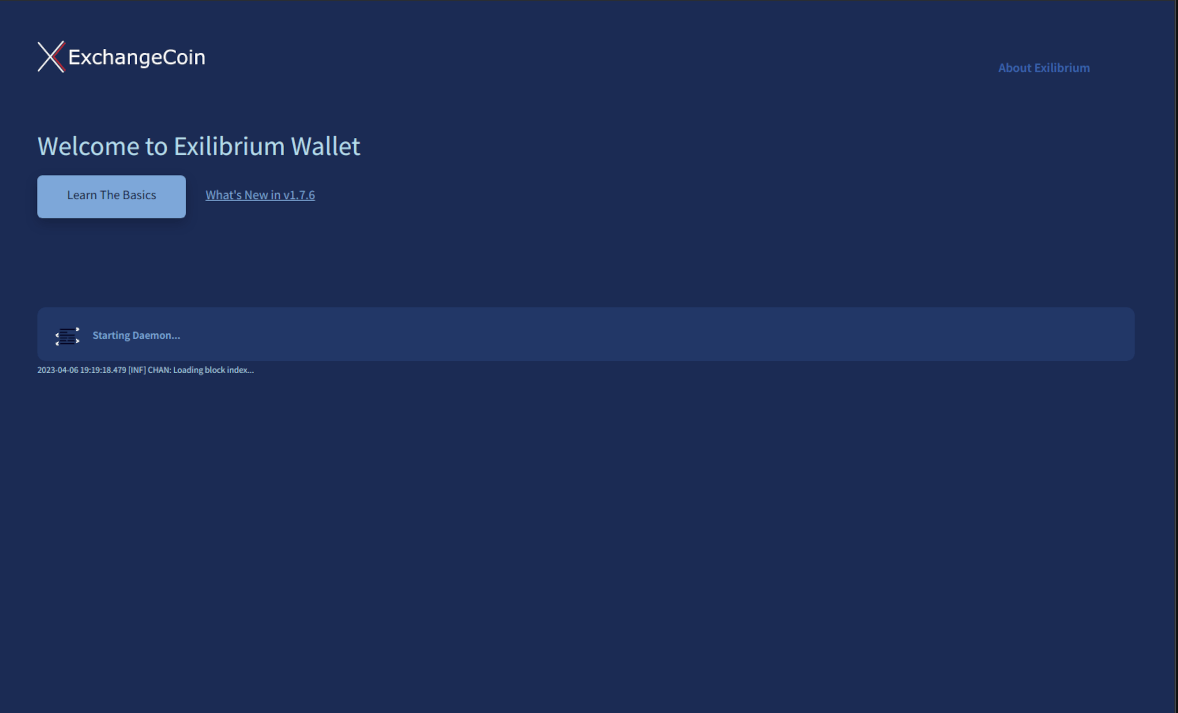 ExchangeCoin
About Exilibrium
Welcome to Exilibrium Wallet
Learn The Basics
What's New in v1.7.6
Starting Daemon...
2023-04-06 19:19:18.479 [INF] CHAN: Loading block index...